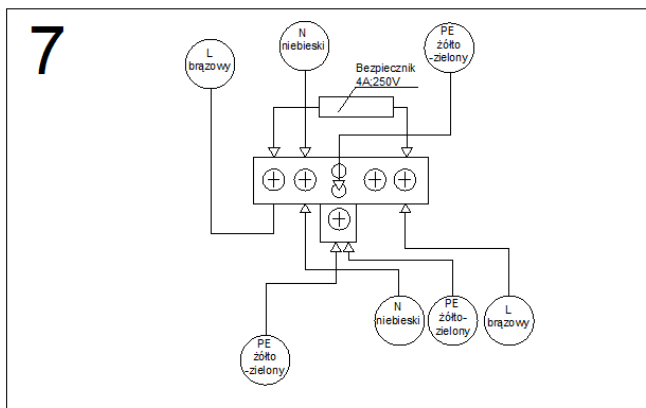 7
L
brązowy
N
niebieski
PE
żółto
-zielony
Bezpiecznik
4A;250V
N
niebieski
PE
żółto-
zielony
L
brązowy
PE
żółto
-zielony